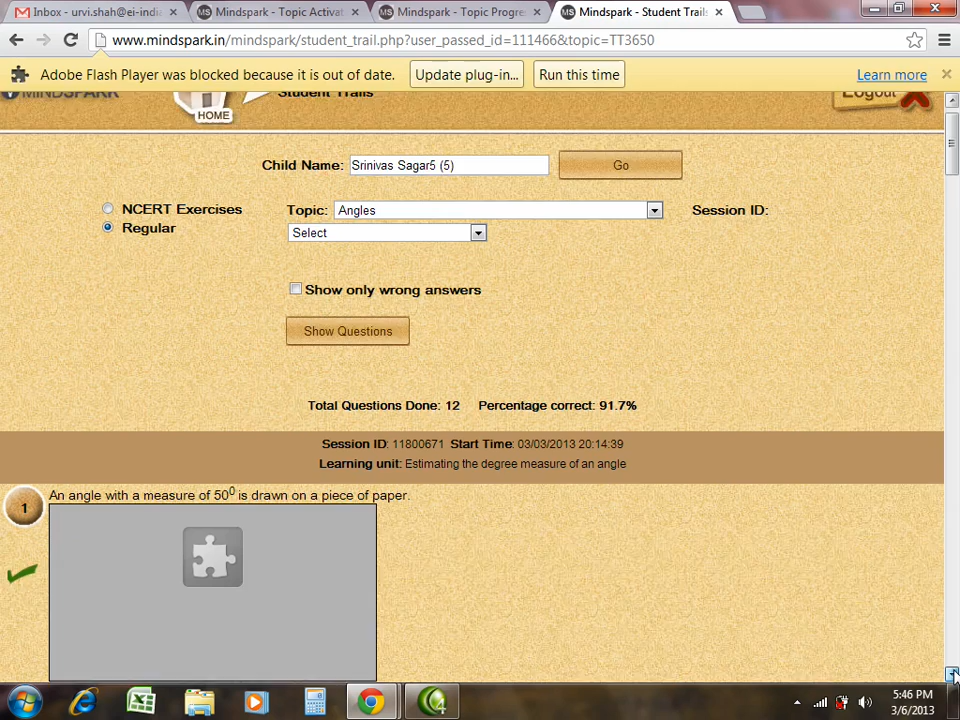 Inbox - urvi.shah@ei-indi
Mindspark - Topic Activat
Mindspark - Topic Progre
Mindspark - Student Trail
www.mindspark.in/mindspark/student_trail.php?user_passed_id=111466&topic=TT3650
Adobe Flash Player was blocked because it is out of date.
Update plug-in...
Run this time
Learn more
MINDSPARK
HOME
Student Trails
Logout
Child Name: Srinivas Sagar5 (5)
Go
NCERT Exercises
Regular
Topic: Angles
Session ID:
Select
Show only wrong answers
Show Questions
Total Questions Done: 12 Percentage correct: 91.7%
Session ID: 11800671 Start Time: 03/03/2013 20:14:39
Learning unit: Estimating the degree measure of an angle
1
An angle with a measure of 50⁰ is drawn on a piece of paper.
5:46 PM
3/6/2013